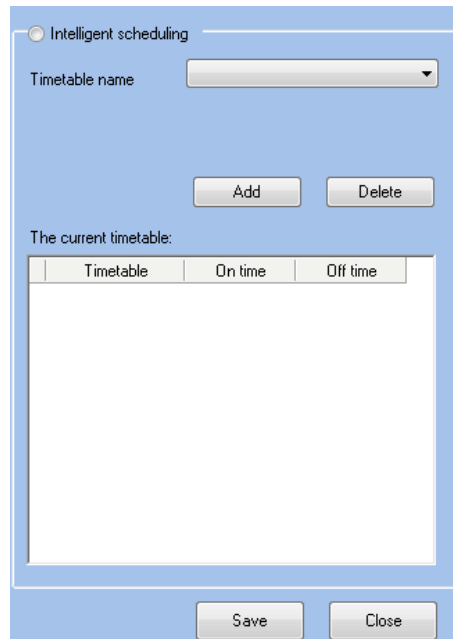 Intelligent scheduling
Timetable name
Add Delete
The current timetable:
Timetable On time Off time
Save Close